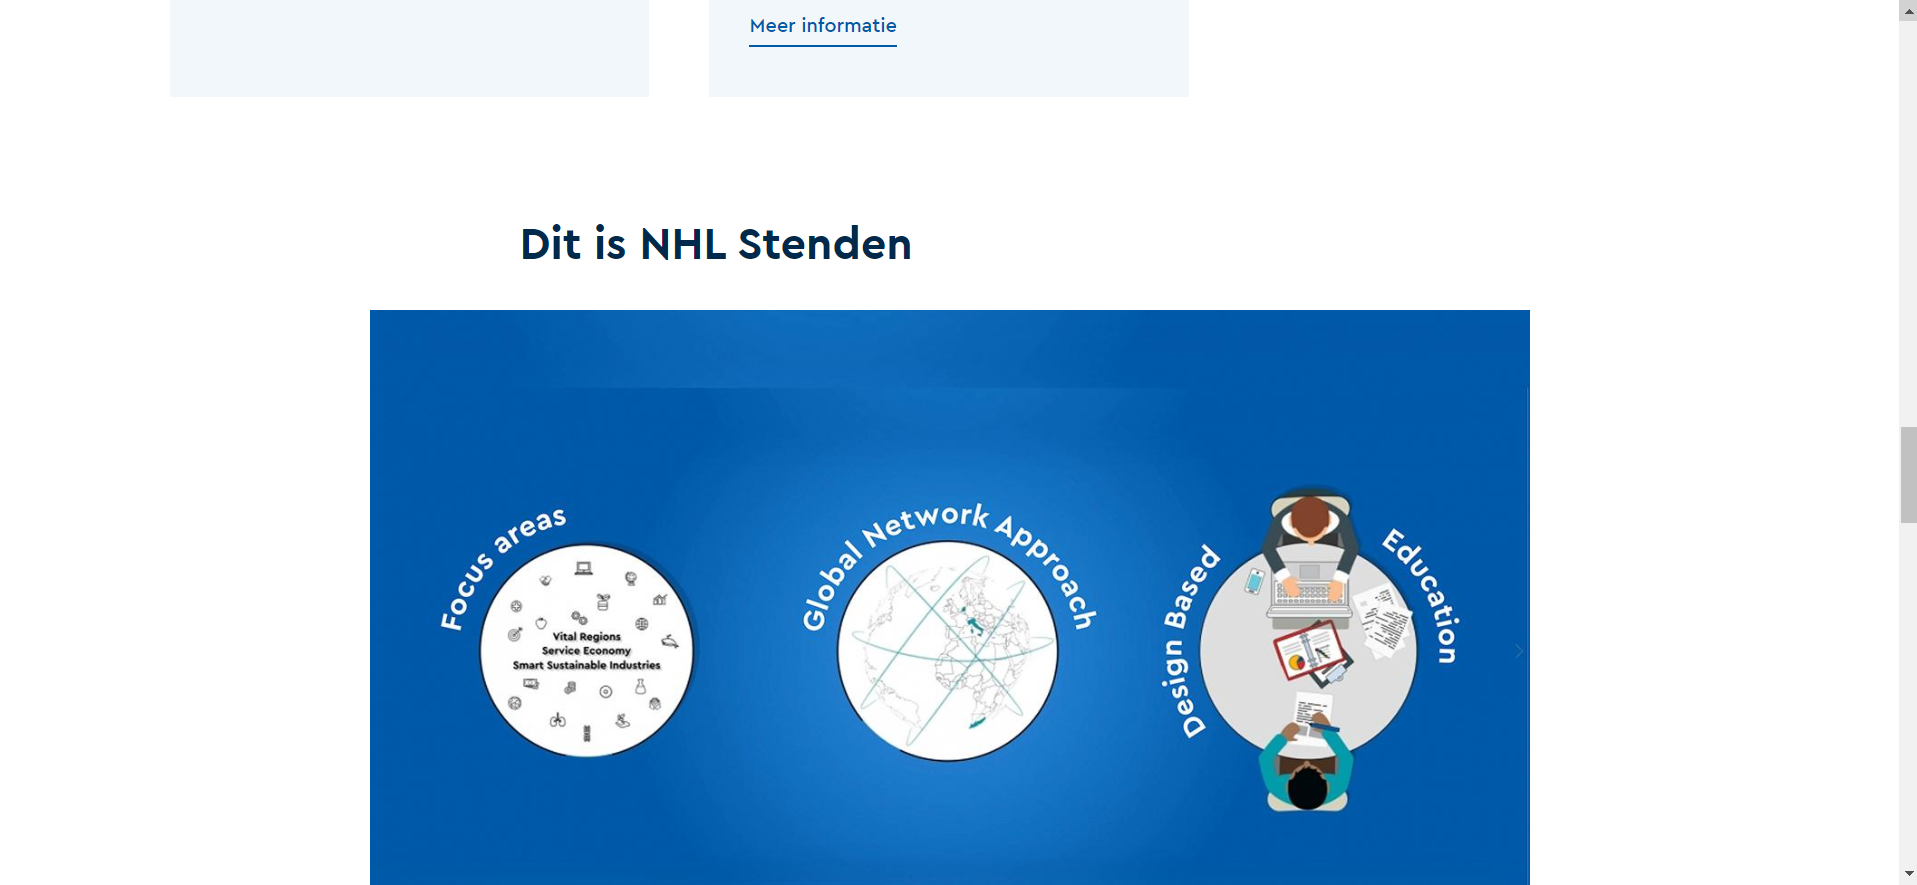 Meer informatie
Dit is NHL Stenden
Focus areas
Vital Regions
Service Economy
Smart Sustainable Industries
Global Network Approach
Design Based
Education